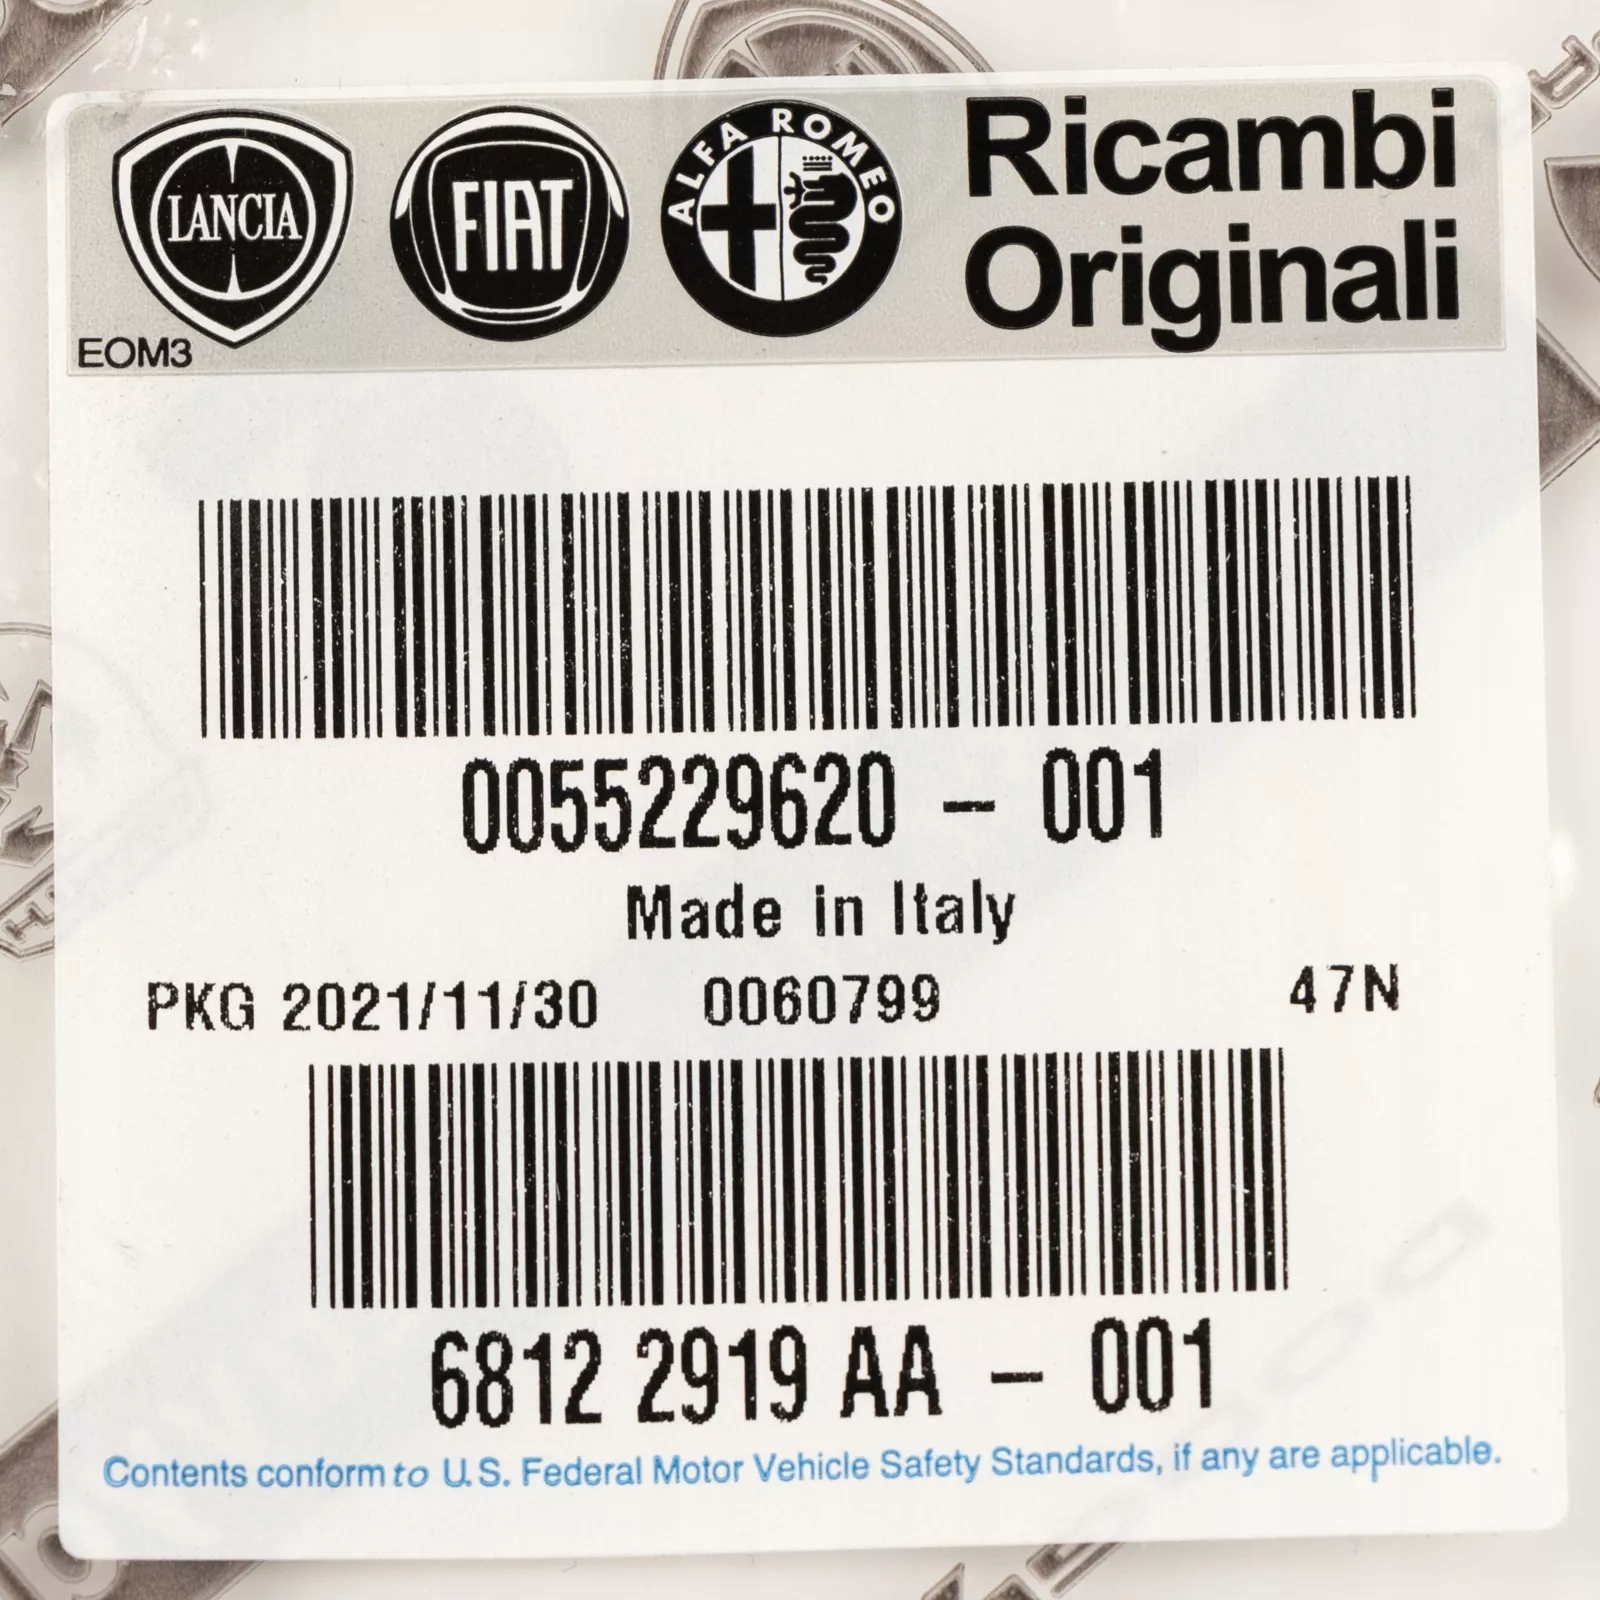 LANCIA FIAT ALFA ROMEO Ricambi
Originali
EOM3
0055229620 - 001
Made in Italy
PKG 2021/11/30 0060799 47N
6812 2919 AA - 001
Contents conform to U.S. Federal Motor Vehicle Safety Standards, if any are applicable.